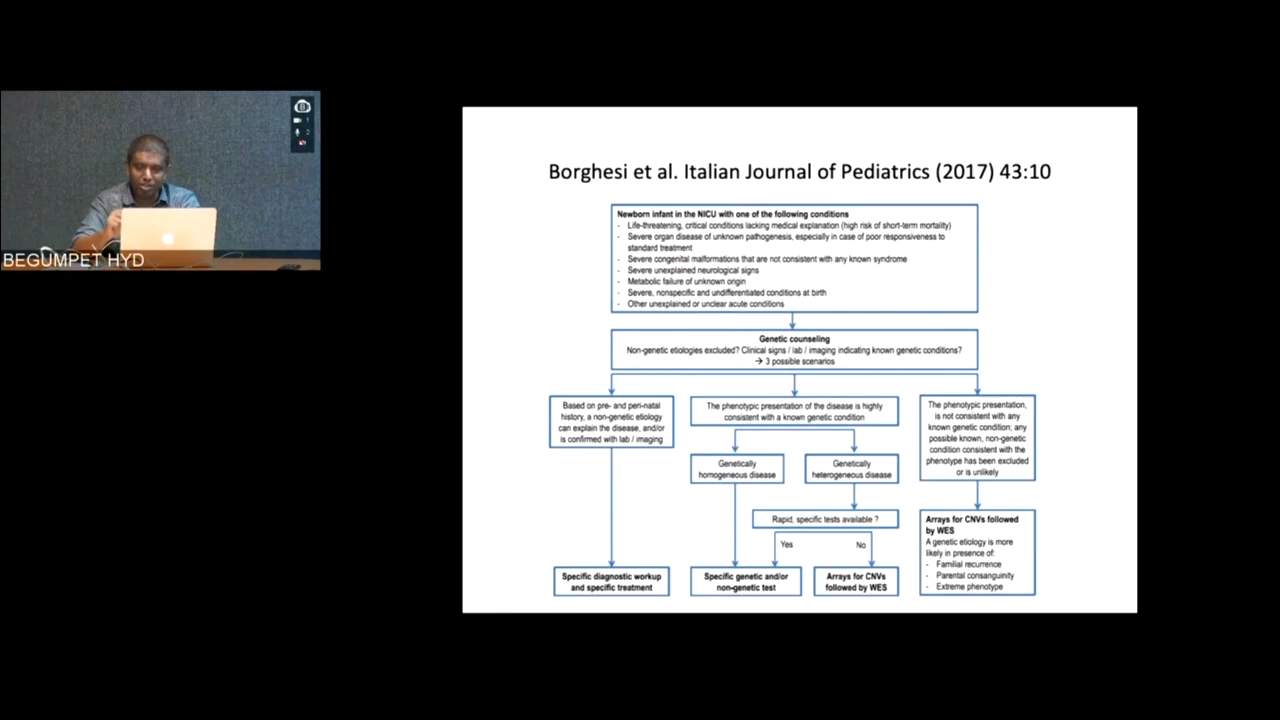 BEGUMPET HYD
Borghesi et al. Italian Journal of Pediatrics (2017) 43:10
Newborn infant in the NICU with one of the following conditions
- Life-threatening, critical conditions lacking medical explanation (high risk of short-term mortality)
- Severe organ disease of unknown pathogenesis, especially in case of poor responsiveness to
standard treatment
- Severe congenital malformations that are not consistent with any known syndrome
- Severe unexplained neurological signs
- Metabolic failure of unknown origin
- Severe, nonspecific and undifferentiated conditions at birth
- Other unexplained or unclear acute conditions
Genetic counseling
Non-genetic etiologies excluded? Clinical signs / lab / imaging indicating known genetic conditions?
→ 3 possible scenarios
Based on pre- and peri-natal
history, a non-genetic etiology
can explain the disease, and/or
is confirmed with lab / imaging
The phenotypic presentation of the disease is highly
consistent with a known genetic condition
The phenotypic presentation,
is not consistent with any
known genetic condition; any
possible known, non-genetic
condition consistent with the
phenotype has been excluded
or is unlikely
Genetically
homogeneous disease
Genetically
heterogeneous disease
Rapid, specific tests available ?
Yes
No
Specific diagnostic workup
and specific treatment
Specific genetic and/or
non-genetic test
Arrays for CNVs
followed by WES
Arrays for CNVs followed
by WES
A genetic etiology is more
likely in presence of:
- Familial recurrence
- Parental consanguinity
- Extreme phenotype